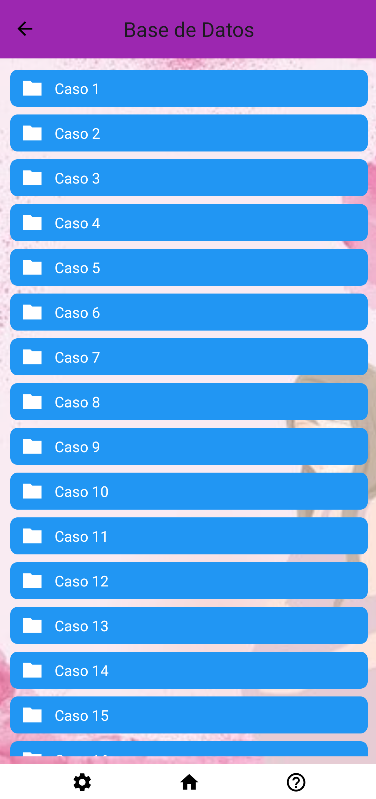 Base de Datos
Caso 1
Caso 2
Caso 3
Caso 4
Caso 5
Caso 6
Caso 7
Caso 8
Caso 9
Caso 10
Caso 11
Caso 12
Caso 13
Caso 14
Caso 15